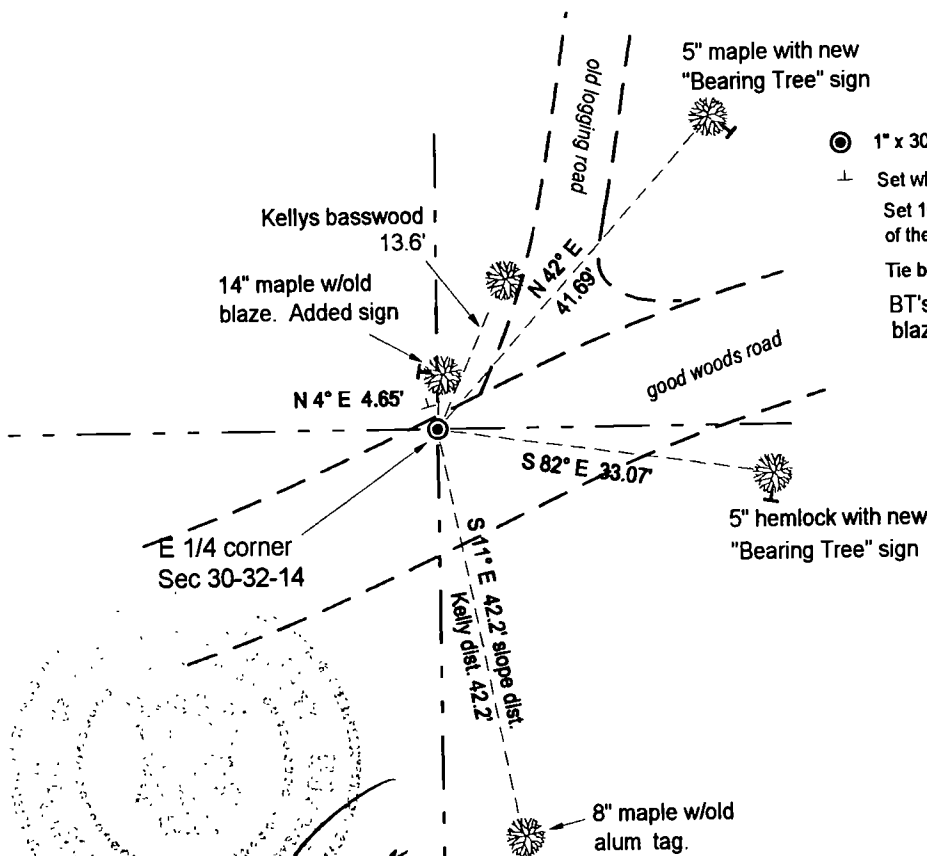 5" maple with new
"Bearing Tree" sign
old logging road
1" x 30
Kellys basswood
13.6'
Set wh
Set 1
of the
14" maple w/old
blaze. Added sign
N 42° E
41.69'
Tie b
BT's
blaz
good woods road
N 4° E 4.65'
S 82° E 33.07'
5" hemlock with new
"Bearing Tree" sign
E 1/4 corner
Sec 30-32-14
S 11° E 42.2' slope dist.
Kelly dist. 42.2'
8" maple w/old
alum tag.